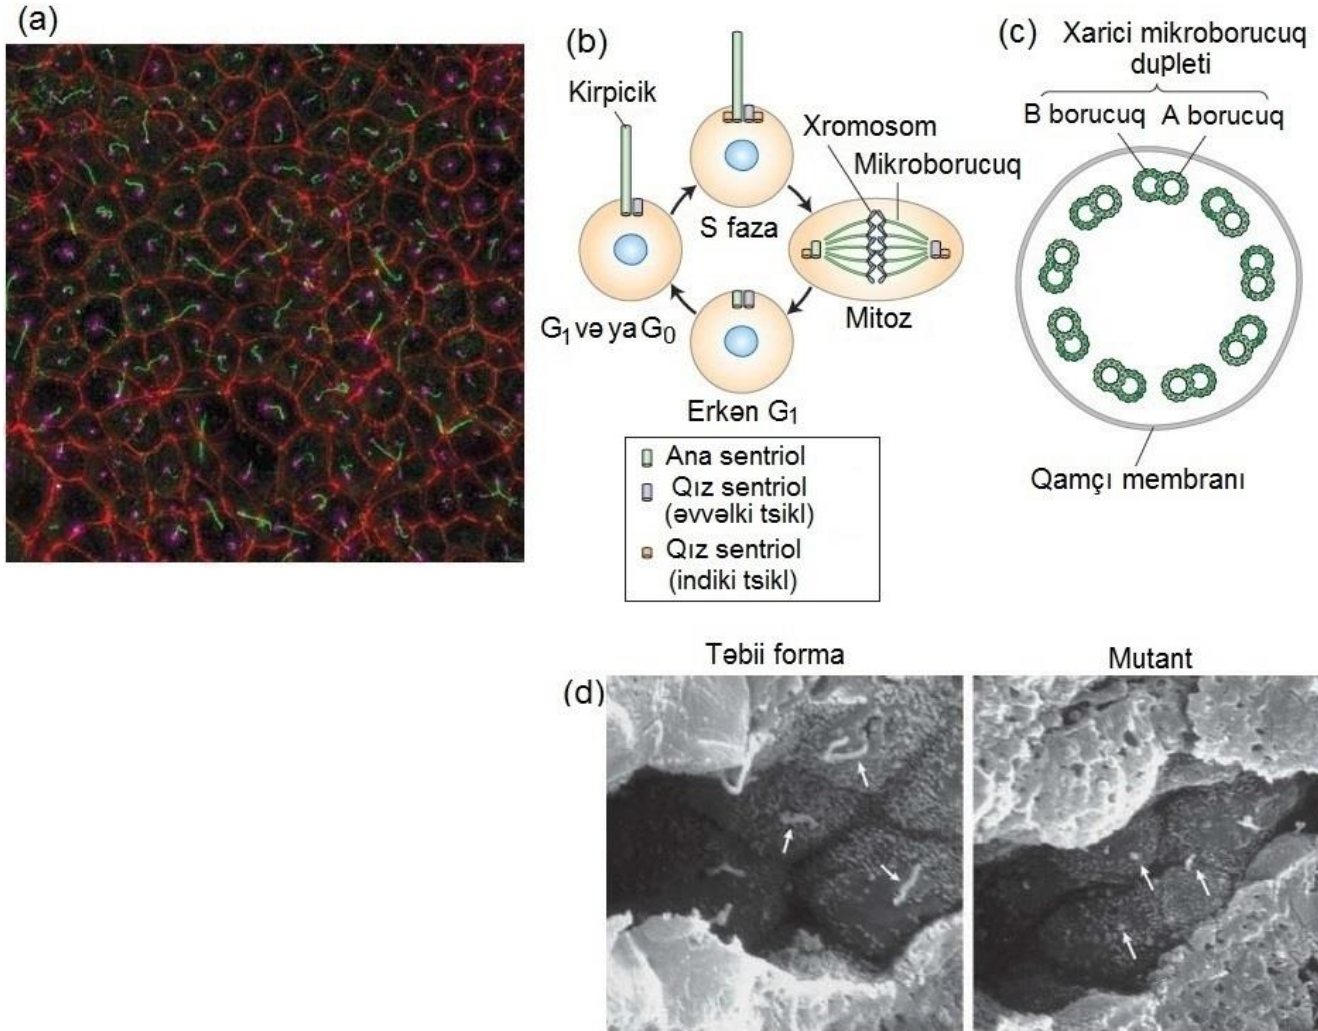 (a)
(b)
Kirpicik
S faza
Xromosom
Mikroborucuq
G1 və ya G0
Mitoz
Erkən G1
Ana sentriol
Qız sentriol
(əvvəlki tsikl)
Qız sentriol
(indiki tsikl)
(c)
Xarici mikroborucuq
dupleti
B borucuq A borucuq
Qamçı membranı
(d)
Təbii forma
Mutant